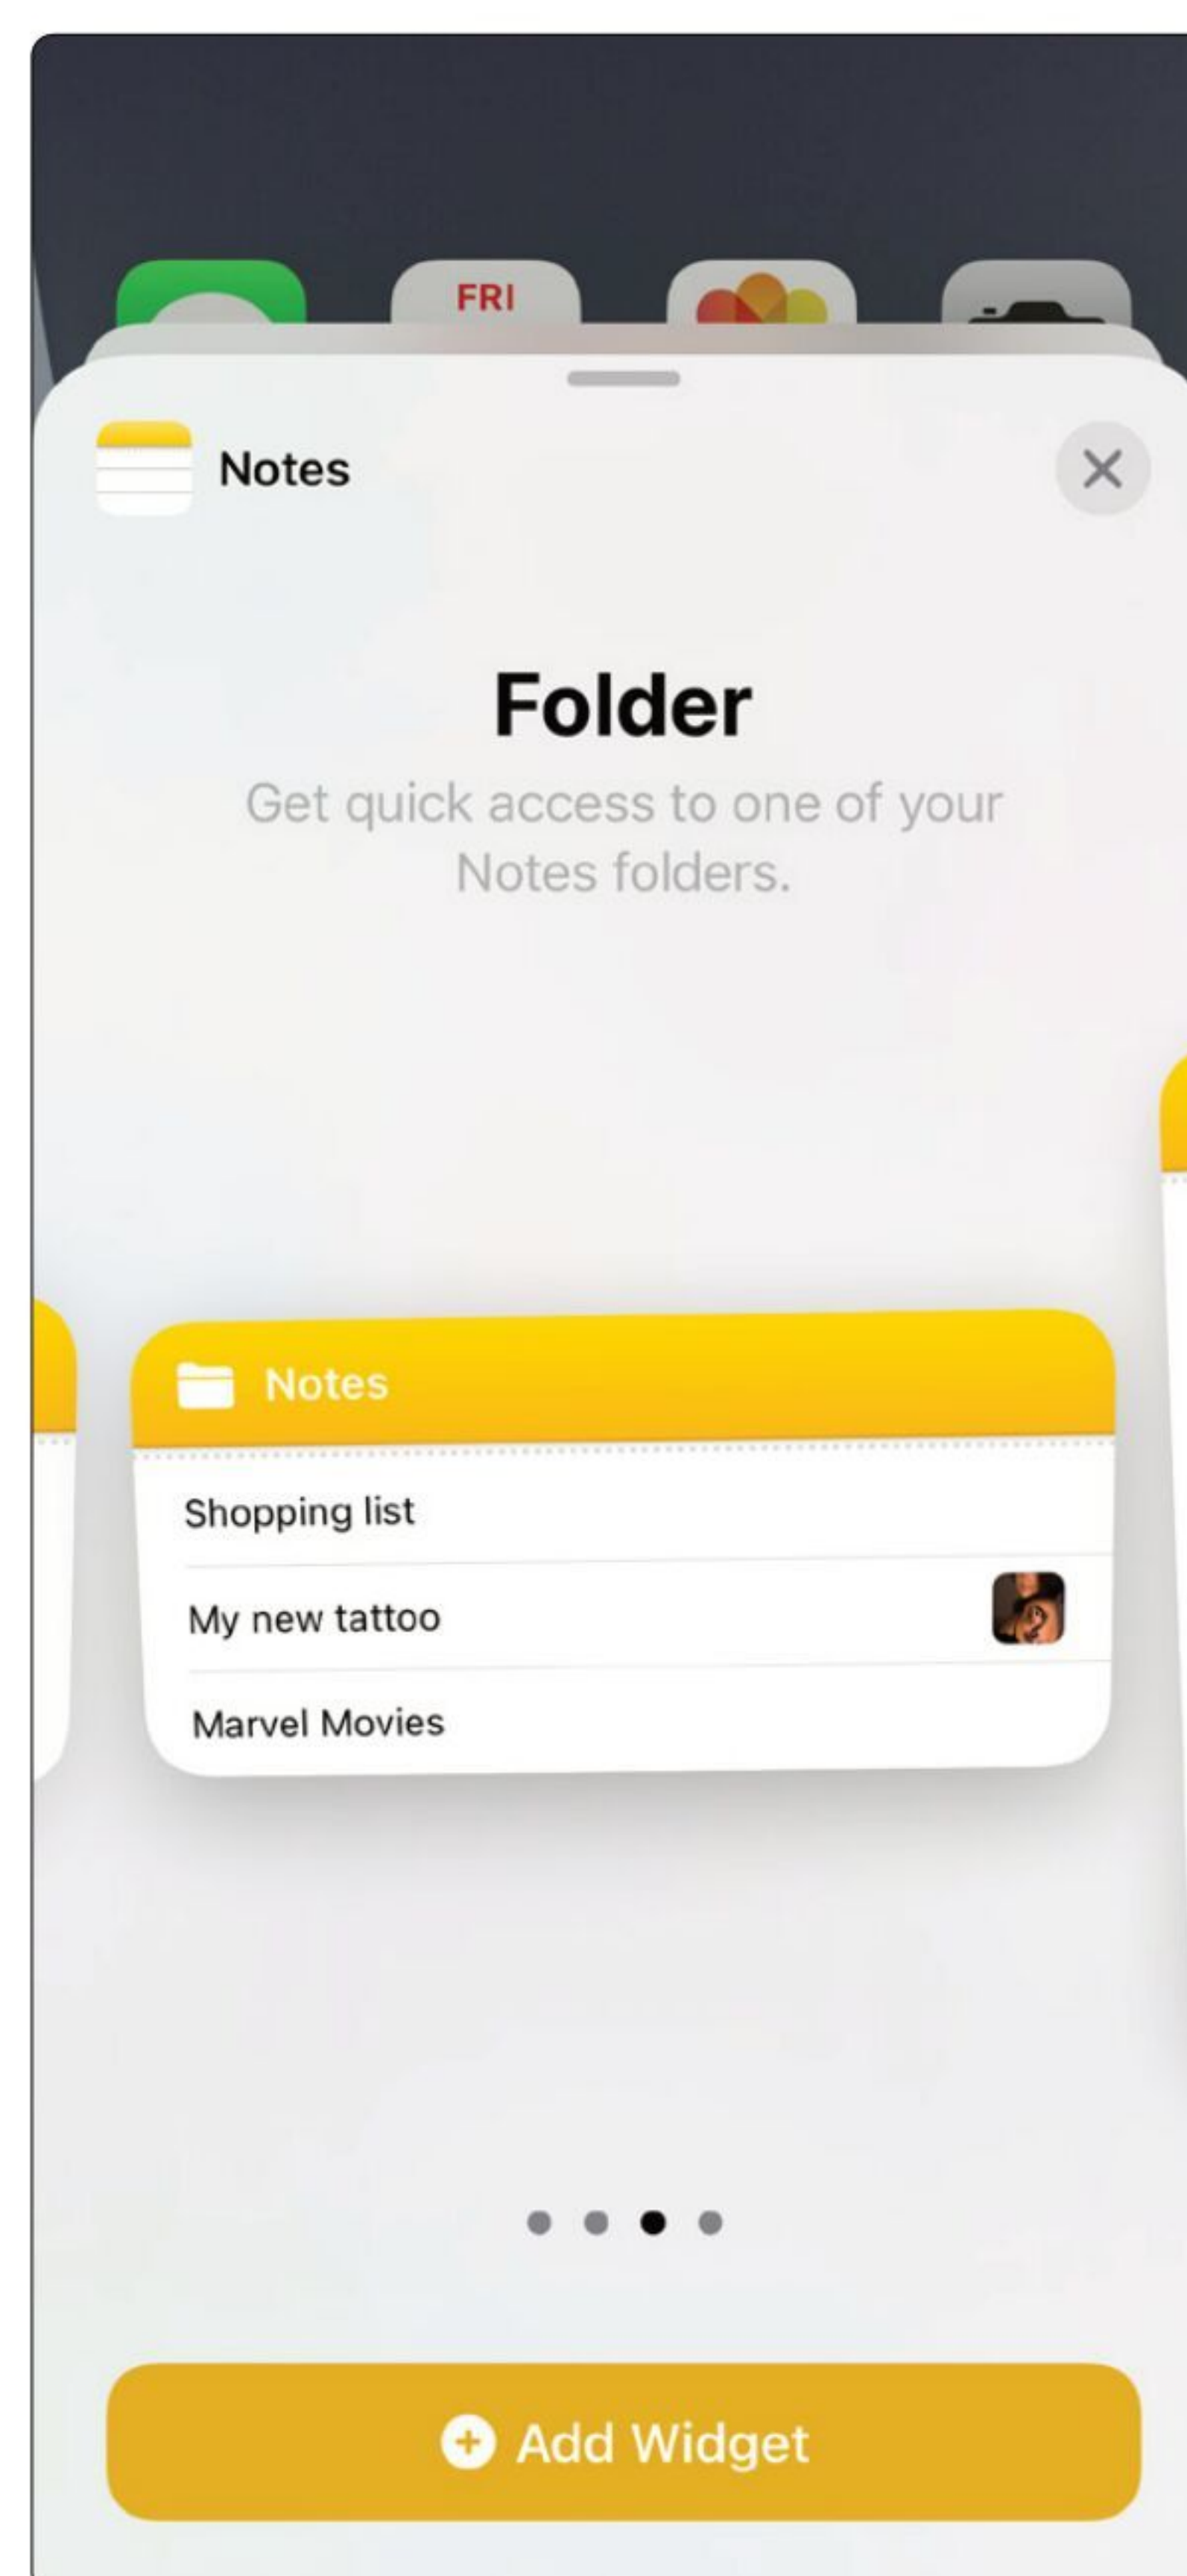 FRI
Notes
Folder
Get quick access to one of your
Notes folders.
Notes
Shopping list
My new tattoo
Marvel Movies
Add Widget